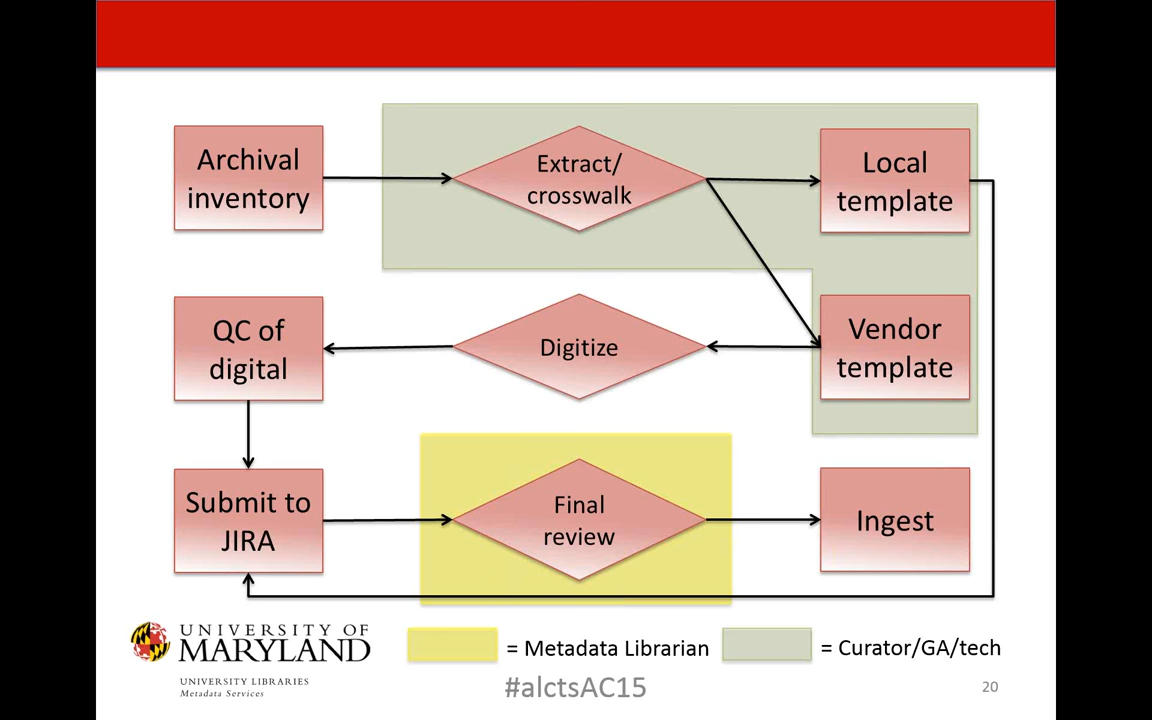 Archival
inventory
Extract/
crosswalk
Local
template
QC of
digital
Digitize
Vendor
template
Submit to
JIRA
Final
review
Ingest
UNIVERSITY OF
MARYLAND
UNIVERSITY LIBRARIES
Metadata Services
= Metadata Librarian
= Curator/GA/tech
#alctsAC15
20